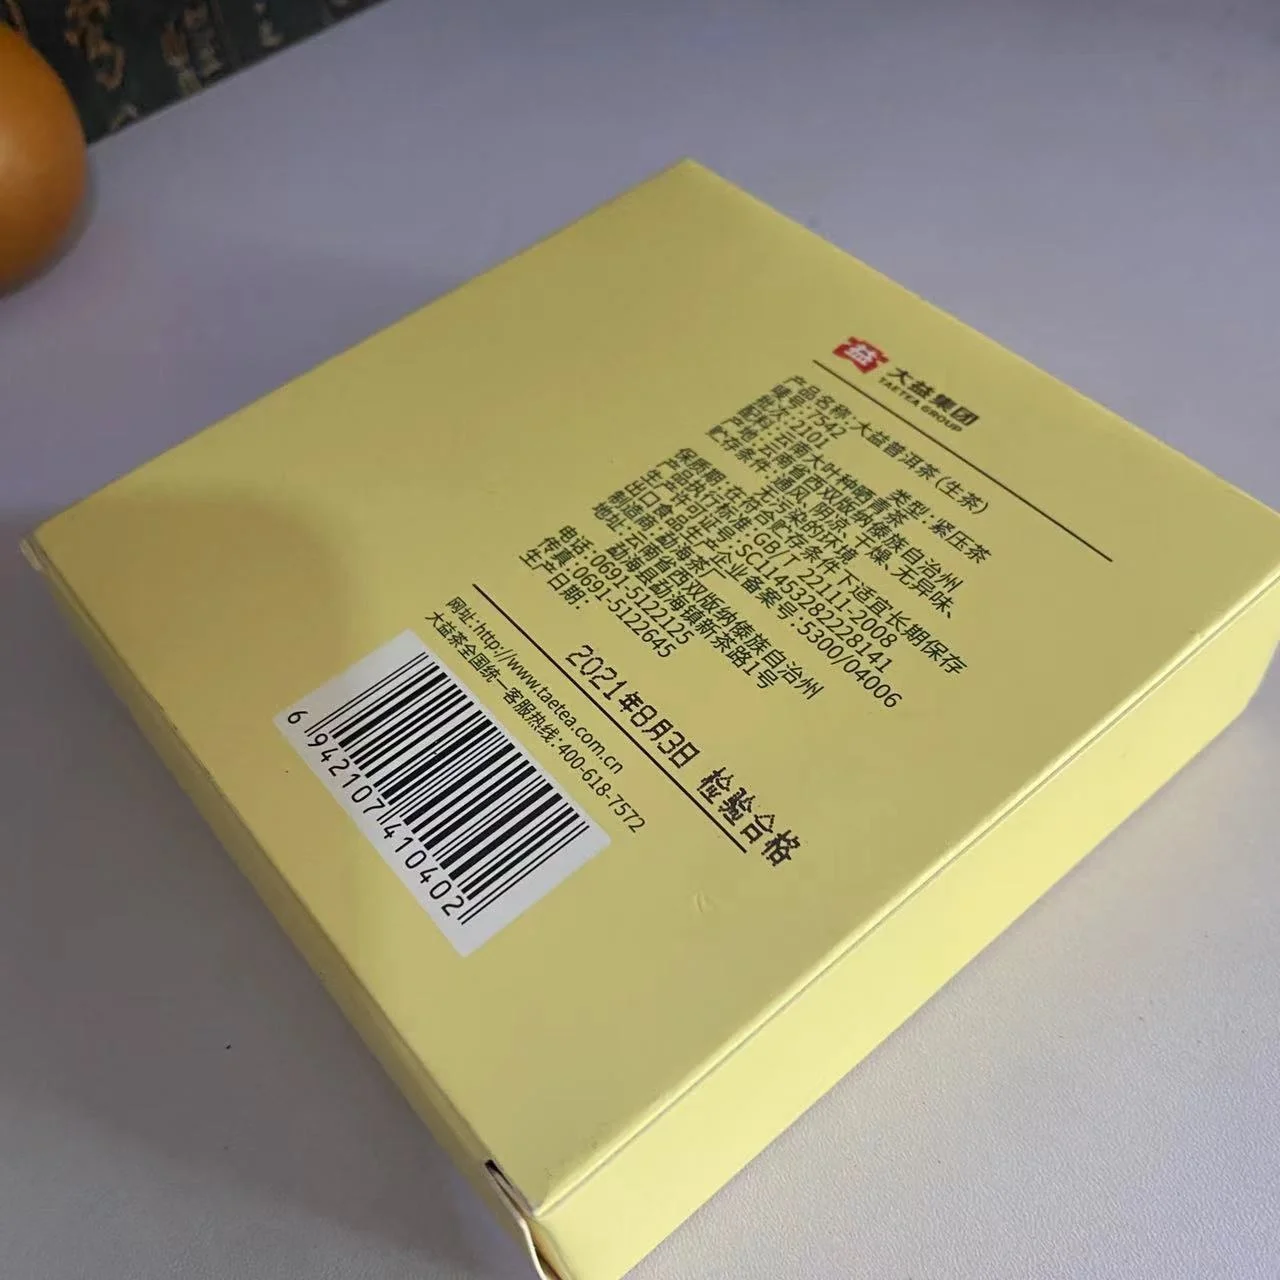 益 大益集团
TAETEA GROUP
产品名称:大益普洱茶(生茶)
唛号:7542 类型:紧压茶
批次:2101
配料:云南大叶种晒青茶
产地:云南省西双版纳傣族自治州
贮存条件:通风、阴凉、干燥、无异味、
无污染的环境
保质期:在符合贮存条件下适宜长期保存
产品执行标准:GB/T 22111-2008
生产许可证号:SC11453282228141
出口食品生产企业备案号:5300/04006
制造商:勐海茶厂
地址:云南省西双版纳傣族自治州
勐海县勐海镇新茶路1号
电话:0691-5122125
传真:0691-5122645
生产日期:
2021年8月3日 检验合格
网址:http://www.taetea.com.cn
大益茶全国统一客服热线:400-618-7572
6 942107 410402